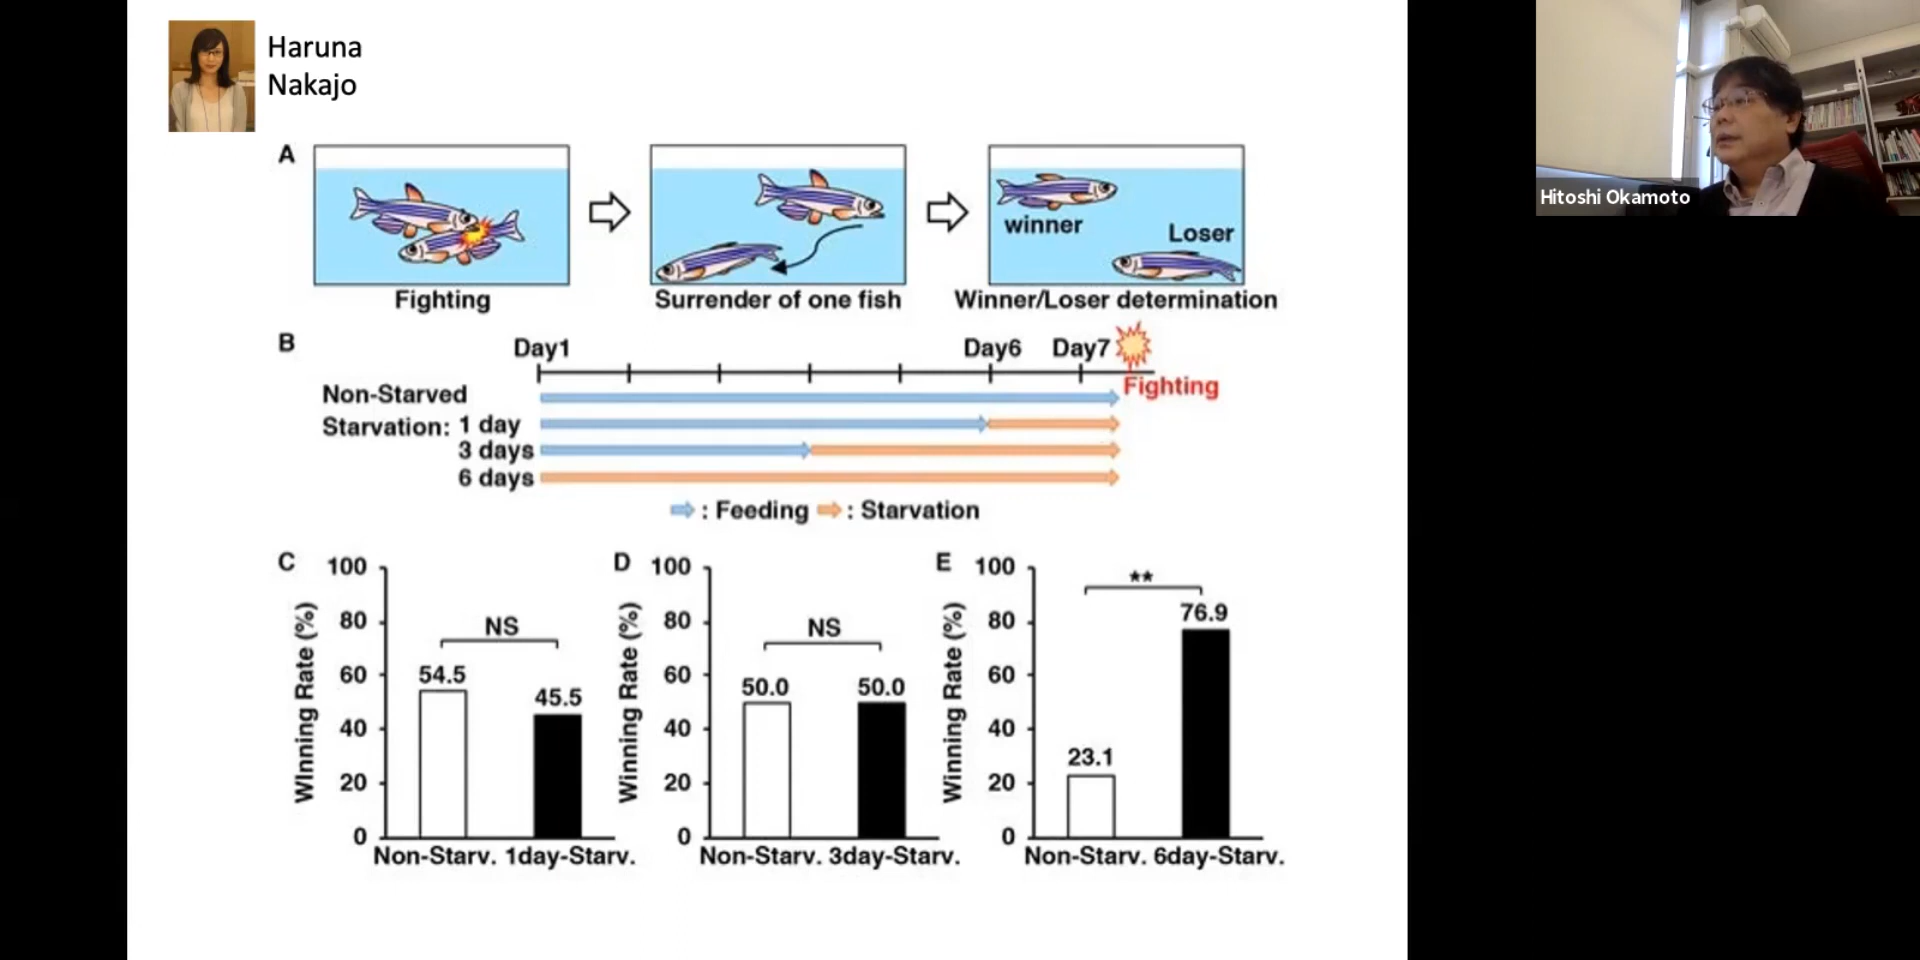 Haruna
Nakajo
Hitoshi Okamoto
A
winner
Loser
Fighting
Surrender of one fish
Winner/Loser determination
B
Day1
Day6
Day7
Fighting
Non-Starved
Starvation: 1 day
3 days
6 days
: Feeding
: Starvation
C
WInning Rate (%)
100
80
60
40
20
0
NS
54.5
45.5
Non-Starv. 1day-Starv.
D
Winning Rate (%)
100
80
60
40
20
0
NS
50.0
50.0
Non-Starv. 3day-Starv.
E
Winning Rate (%)
100
80
60
40
20
0
**
23.1
76.9
Non-Starv. 6day-Starv.